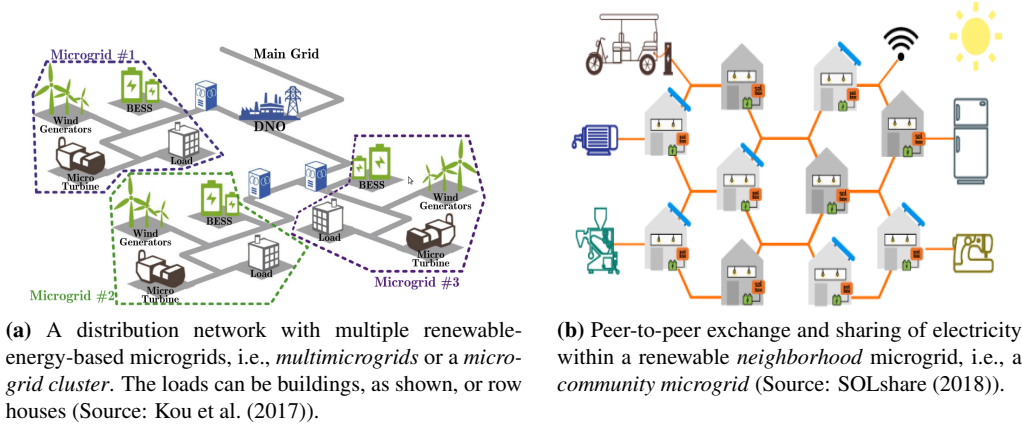 Main Grid
Microgrid #1
BESS
Wind
Generators
DNO
Load
Micro
Turbine
BESS
Wind
Generators
BESS
Wind
Generators
Load
Load
Micro
Turbine
Micro
Turbine
Microgrid #2
Microgrid #3
(a) A distribution network with multiple renewable-
energy-based microgrids, i.e., multimicrogrids or a micro-
grid cluster. The loads can be buildings, as shown, or row
houses (Source: Kou et al. (2017)).
(b) Peer-to-peer exchange and sharing of electricity
within a renewable neighborhood microgrid, i.e., a
community microgrid (Source: SOLshare (2018)).